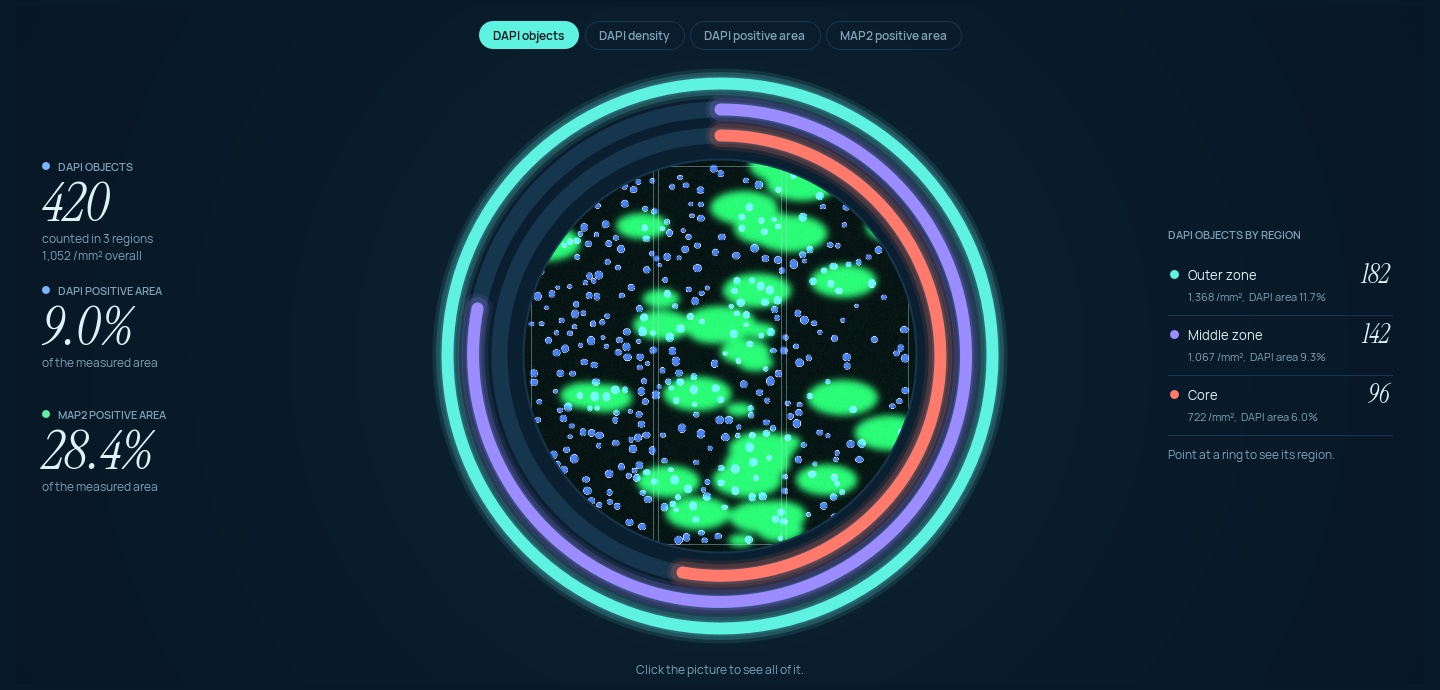 DAPI objects
DAPI density
DAPI positive area
MAP2 positive area
DAPI OBJECTS
420
counted in 3 regions
1,052 /mm² overall
DAPI POSITIVE AREA
9.0%
of the measured area
MAP2 POSITIVE AREA
28.4%
of the measured area
DAPI OBJECTS BY REGION
Outer zone 182
1,368 /mm², DAPI area 11.7%
Middle zone 142
1,067 /mm², DAPI area 9.3%
Core 96
722 /mm², DAPI area 6.0%
Point at a ring to see its region.
Click the picture to see all of it.